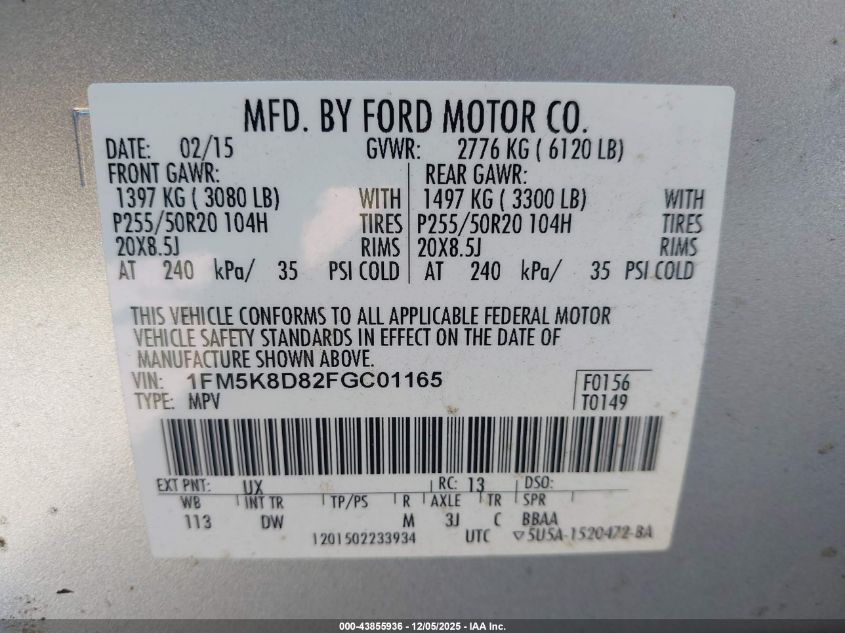 MFD. BY FORD MOTOR CO.
DATE: 02/15 GVWR: 2776 KG ( 6120 LB)
FRONT GAWR: REAR GAWR:
1397 KG ( 3080 LB) WITH 1497 KG ( 3300 LB) WITH
P255/50R20 104H TIRES P255/50R20 104H TIRES
20X8.5J RIMS 20X8.5J RIMS
AT 240 kPa/ 35 PSI COLD AT 240 kPa/ 35 PSI COLD
THIS VEHICLE CONFORMS TO ALL APPLICABLE FEDERAL MOTOR
VEHICLE SAFETY STANDARDS IN EFFECT ON THE DATE OF
MANUFACTURE SHOWN ABOVE.
VIN: 1FM5K8D82FGC01165 F0156
TYPE: MPV T0149
EXT PNT: UX RC: 13 DSO:
WB INT TR TP/PS R AXLE TR SPR
113 DW M 3J C BBAA
1201502233934 UTC ▽5U5A-1520472-BA
000-43855936 - 12/05/2025 - IAA Inc.